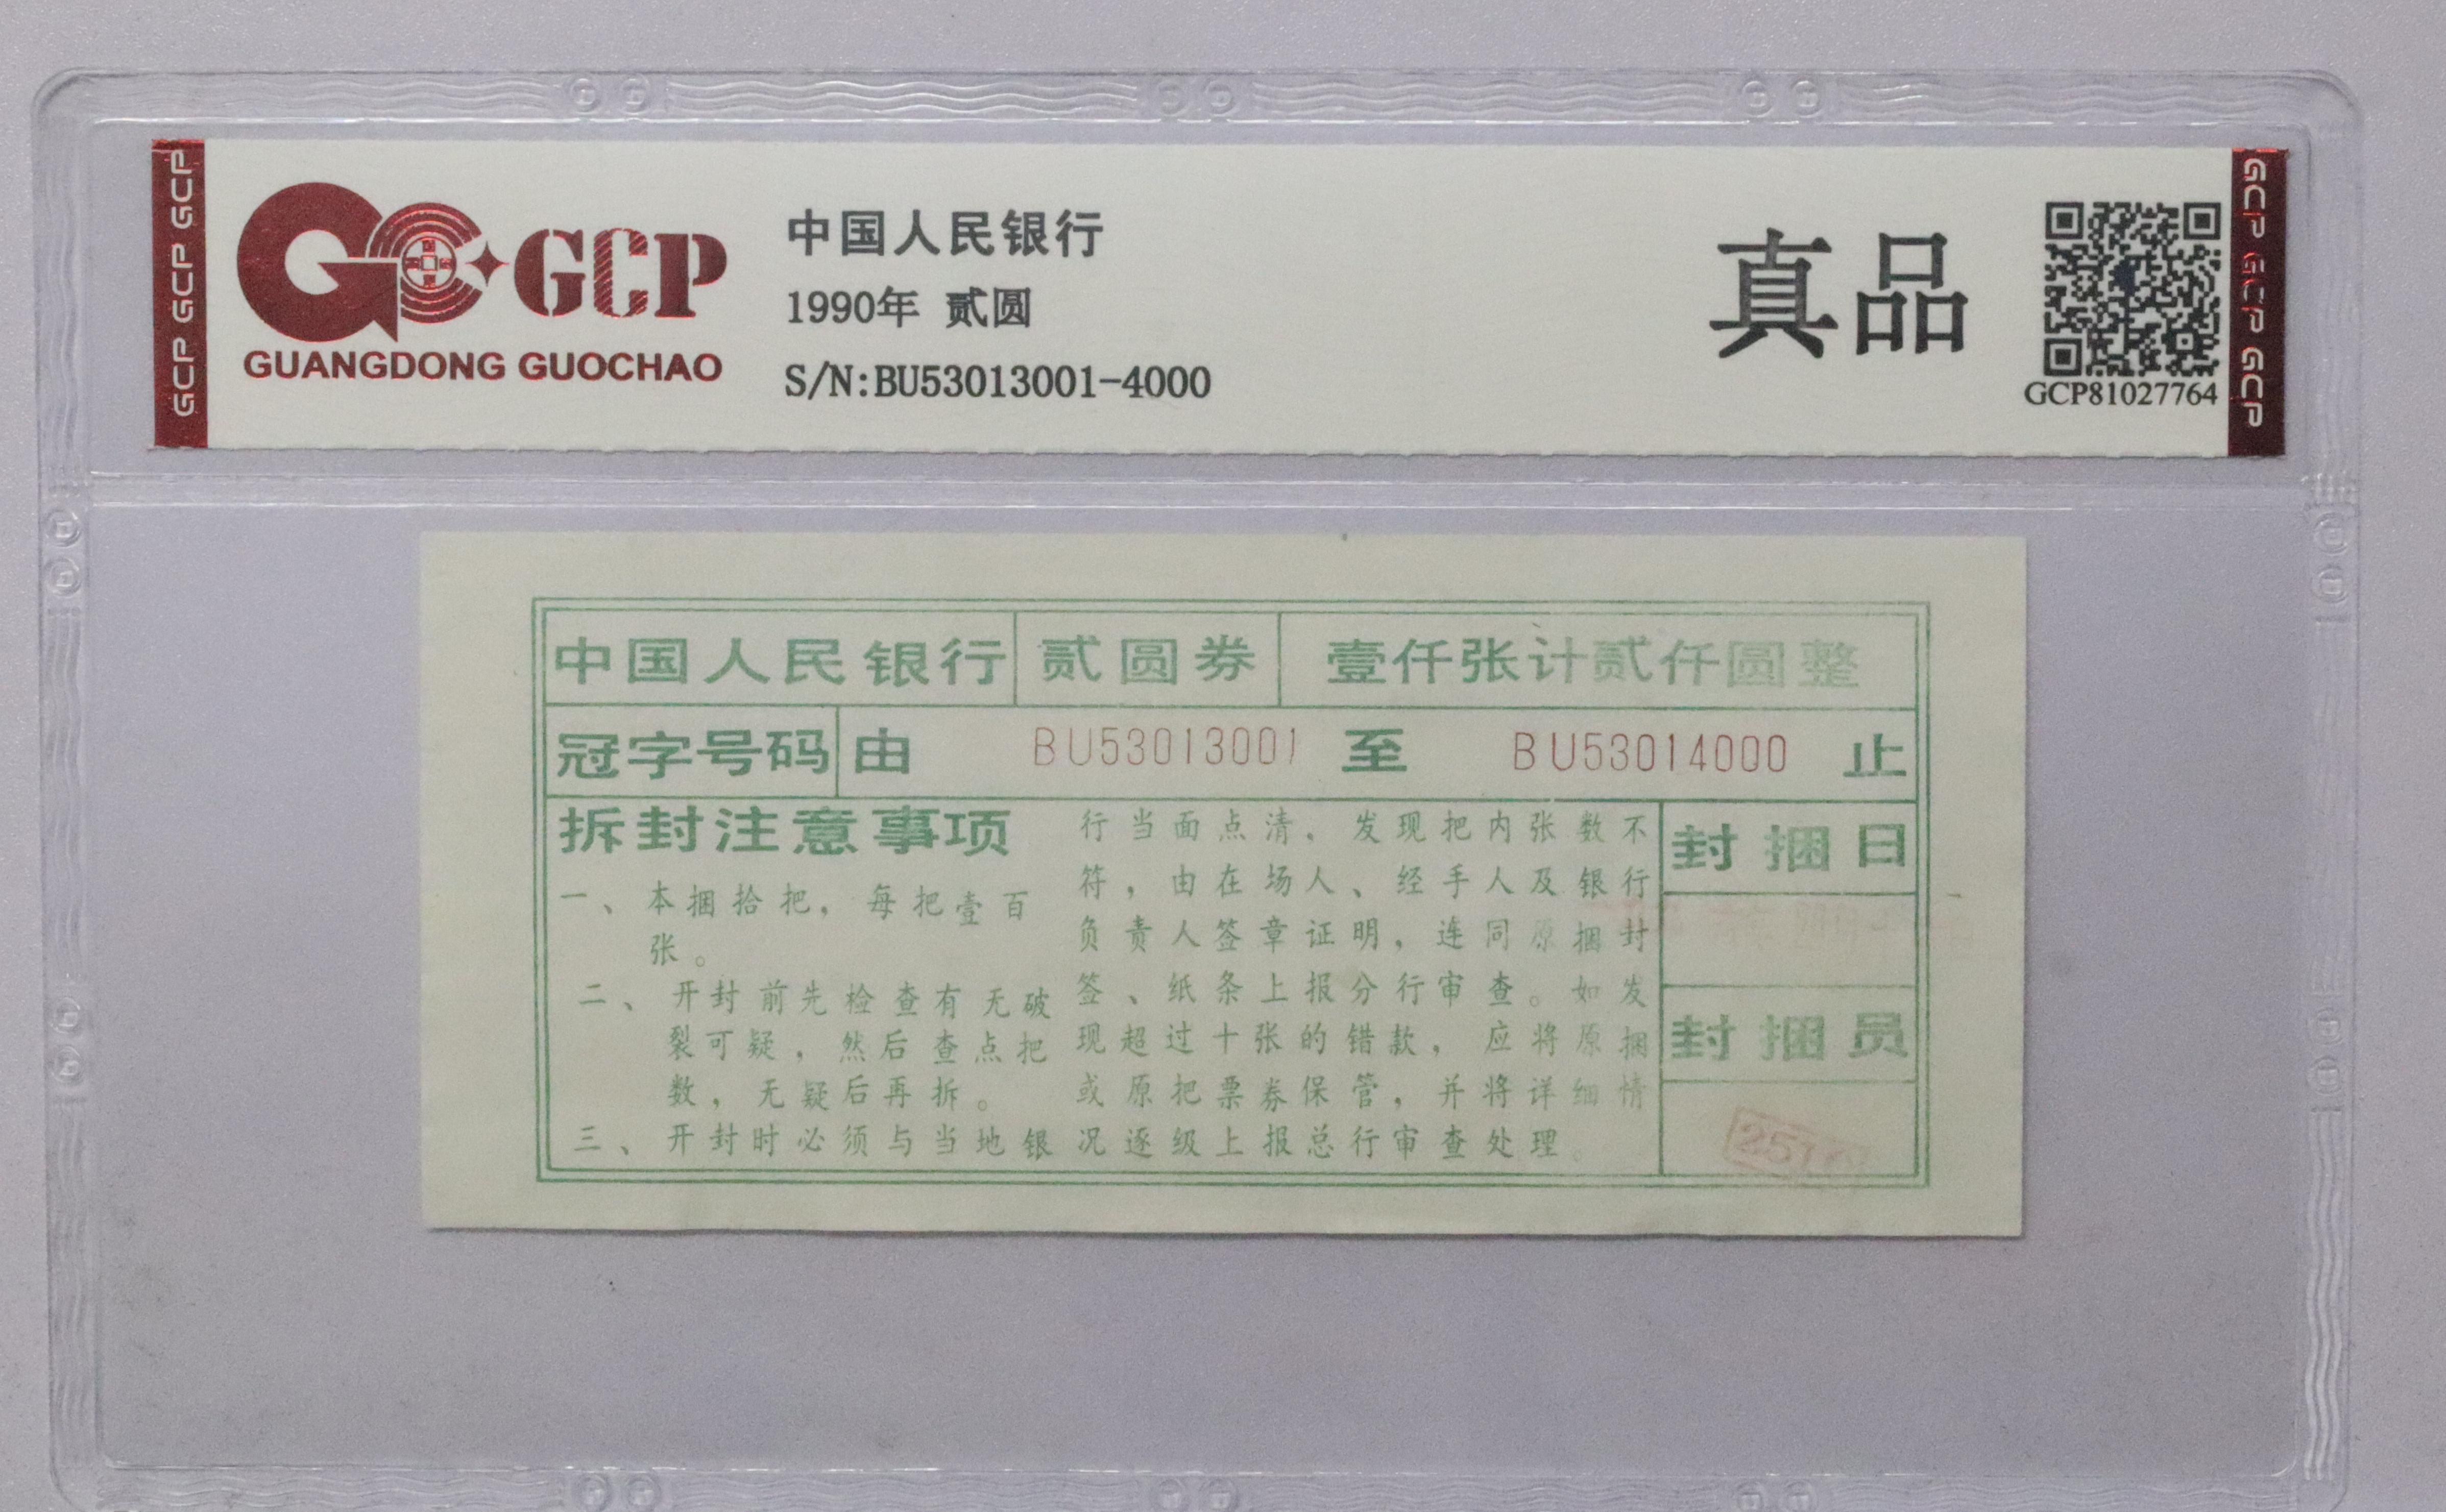 GCP GCP GCP
GCP
GUANGDONG GUOCHAO
中国人民银行
1990年 贰圆
S/N:BU53013001-4000
真品
GCP81027764
GCP GCP GCP
中国人民银行 贰圆券 壹仟张计贰仟圆整
冠字号码 由 BU53013001 至 BU53014000 止
拆封注意事项
一、本捆拾把，每把壹百
张。
二、开封前先检查有无破
裂可疑，然后查点把
数，无疑后再拆。
三、开封时必须与当地银
行当面点清，发现把内张数不
符，由在场人、经手人及银行
负责人签章证明，连同原捆封
签、纸条上报分行审查。如发
现超过十张的错款，应将原捆
或原把票券保管，并将详细情
况逐级上报总行审查处理。
封捆日
封捆员